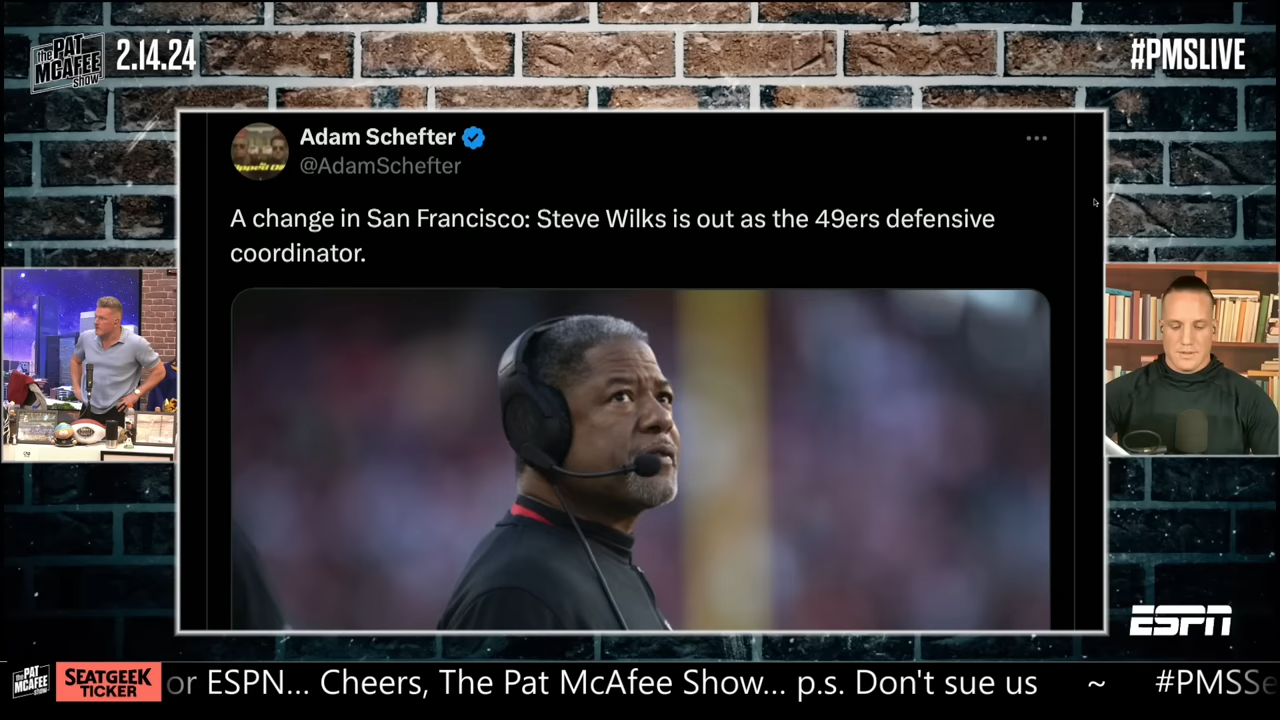 the PAT MCAFEE show
2.14.24
#PMSLIVE
Adam Schefter
@AdamSchefter
A change in San Francisco: Steve Wilks is out as the 49ers defensive
coordinator.
ESPN
the PAT MCAFEE show
SEATGEEK
TICKER
or ESPN... Cheers, The Pat McAfee Show... p.s. Don't sue us ~ #PMSSe